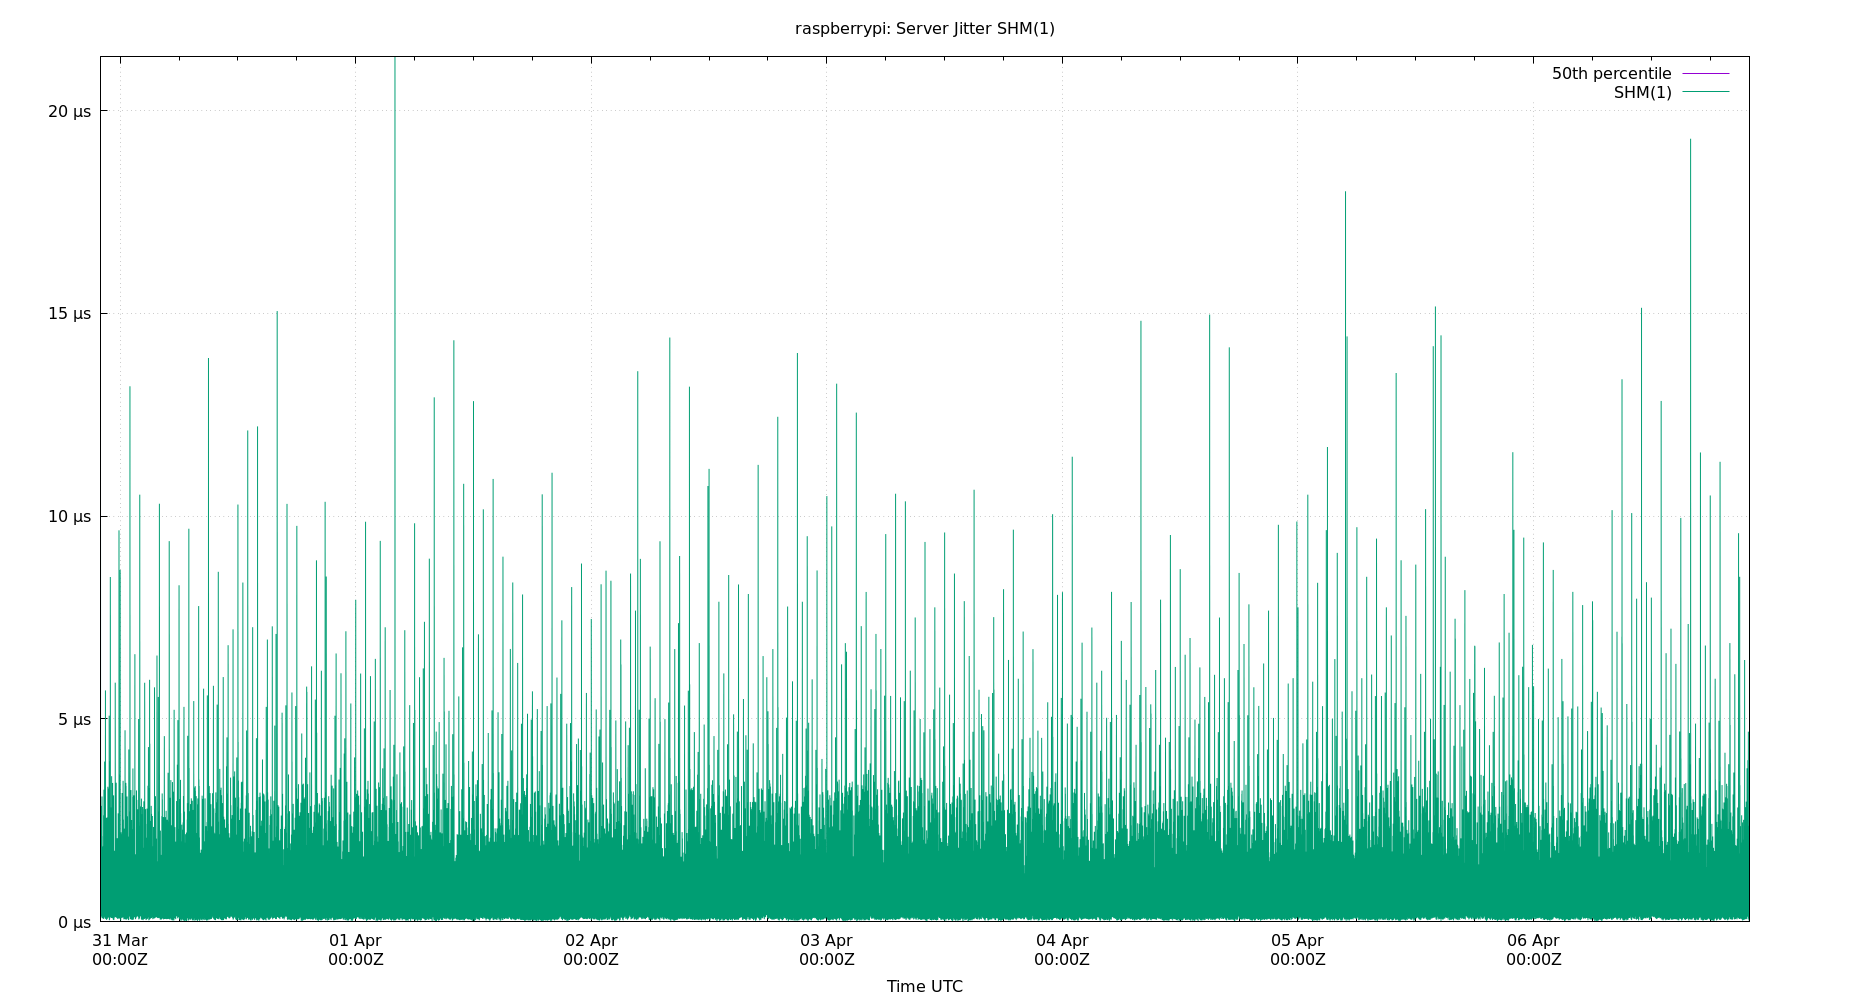 raspberrypi: Server Jitter SHM(1)
50th percentile
SHM(1)
20 µs
15 µs
10 µs
5 µs
0 µs
31 Mar 01 Apr 02 Apr 03 Apr 04 Apr 05 Apr 06 Apr
00:00Z 00:00Z 00:00Z 00:00Z 00:00Z 00:00Z 00:00Z
Time UTC